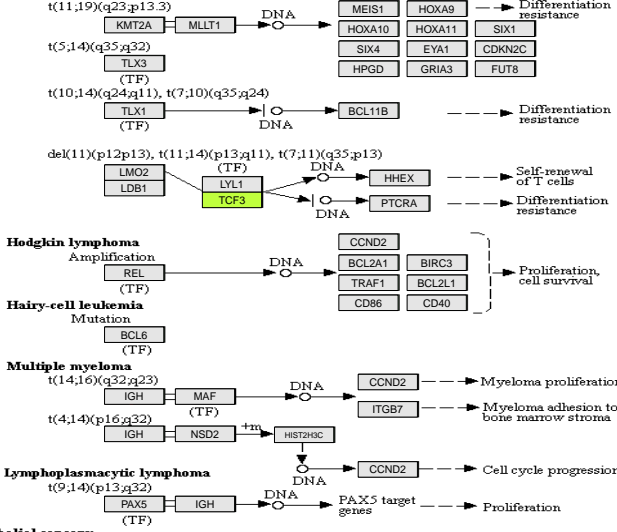 t(11;19)(q23;p13.3)
KMT2A MLLT1 DNA MEIS1 HOXA9 Differentiation
resistance
HOXA10 HOXA11 SIX1
t(5;14)(q35;q32)
SIX4 EYA1 CDKN2C
TLX3
(TF)
HPGD GRIA3 FUT8
t(10;14)(q24;q11), t(7;10)(q35;q24)
TLX1 BCL11B Differentiation
resistance
(TF) DNA
del(11)(p12p13), t(11;14)(p13;q11), t(7;11)(q35;p13)
(TF) DNA
LMO2 HHEX Self-renewal
of T cells
LDB1 LYL1
TCF3 PTCRA Differentiation
resistance
DNA
Hodgkin lymphoma
CCND2
Amplification
REL DNA BCL2A1 BIRC3 Proliferation,
cell survival
(TF) TRAF1 BCL2L1
Hairy-cell leukemia
CD86 CD40
Mutation
BCL6
(TF)
Multiple myeloma
t(14;16)(q32;q23)
IGH MAF DNA CCND2 Myeloma proliferation
(TF) ITGB7 Myeloma adhesion to
bone marrow stroma
t(4;14)(p16;q32)
IGH NSD2 +m HIST2H3C
DNA CCND2 Cell cycle progression
Lymphoplasmacytic lymphoma
t(9;14)(p13;q32)
PAX5 IGH DNA PAX5 target
genes Proliferation
(TF)